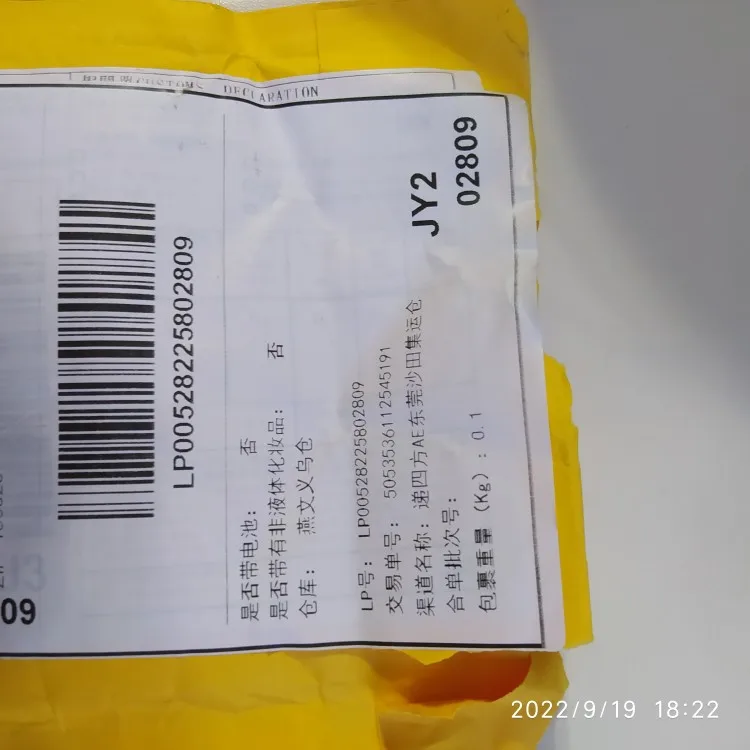 DECLARATION
LP00528225802809
是否带电池： 否
是否带有非液体化妆品： 否
仓库： 燕文义乌仓
JY2
02809
LP号： LP00528225802809
交易单号： 5053536112545191
渠道名称： 递四方AE东莞沙田集运仓
合单批次号：
包裹重量（Kg）：0.1
09
2022/9/19 18:22